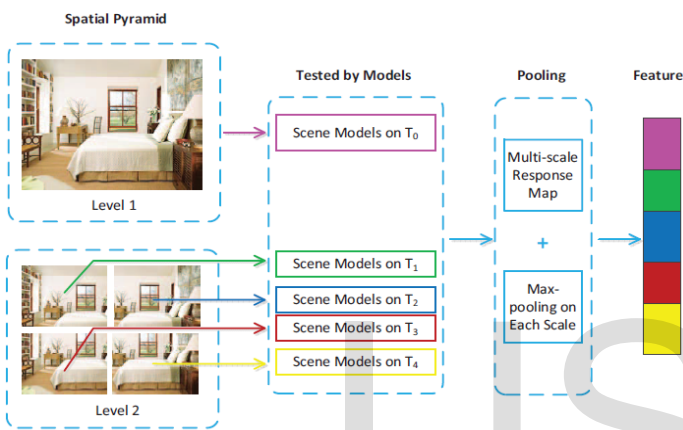 Spatial Pyramid
Tested by Models
Pooling
Feature
Level 1
Scene Models on T0
Scene Models on T1
Scene Models on T2
Scene Models on T3
Scene Models on T4
Level 2
Multi-scale
Response
Map
+
Max-
pooling on
Each Scale